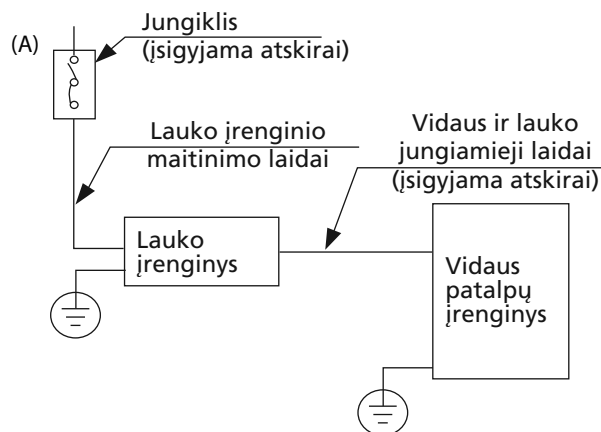 (A)
Jungiklis
(įsigyjama atskirai)
Lauko įrenginio
maitinimo laidai
Vidaus ir lauko
jungiamieji laidai
(įsigyjama atskirai)
Lauko
įrenginys
Vidaus
patalpų
įrenginys